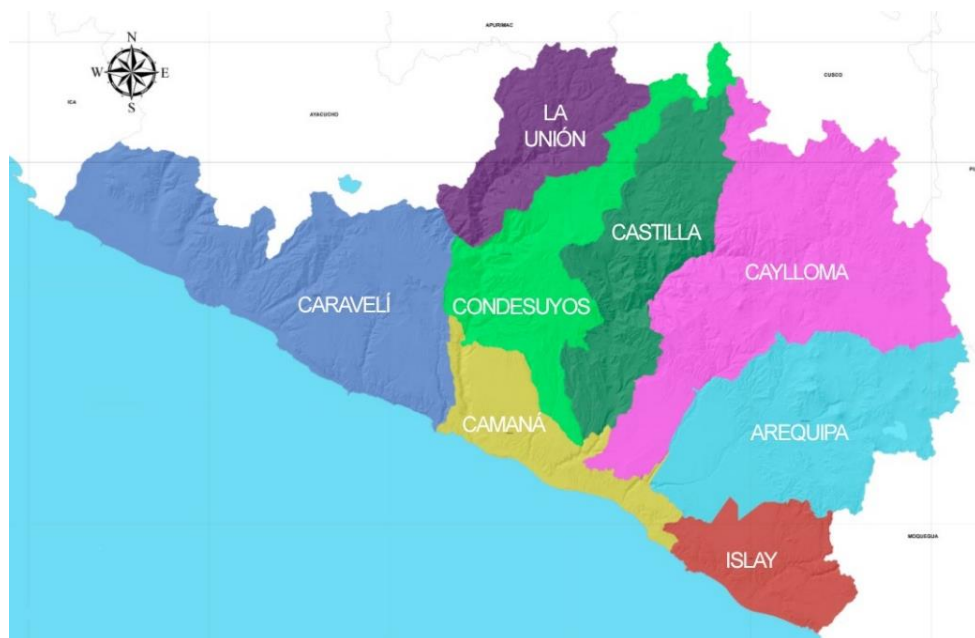 APURIMAC
N
W E
S
CUSCO
ICA
AYACUCHO
LA
UNIÓN
CASTILLA
CARAVELÍ
CONDESUYOS
CAYLLOMA
CAMANÁ
AREQUIPA
MOQUEGUA
ISLAY